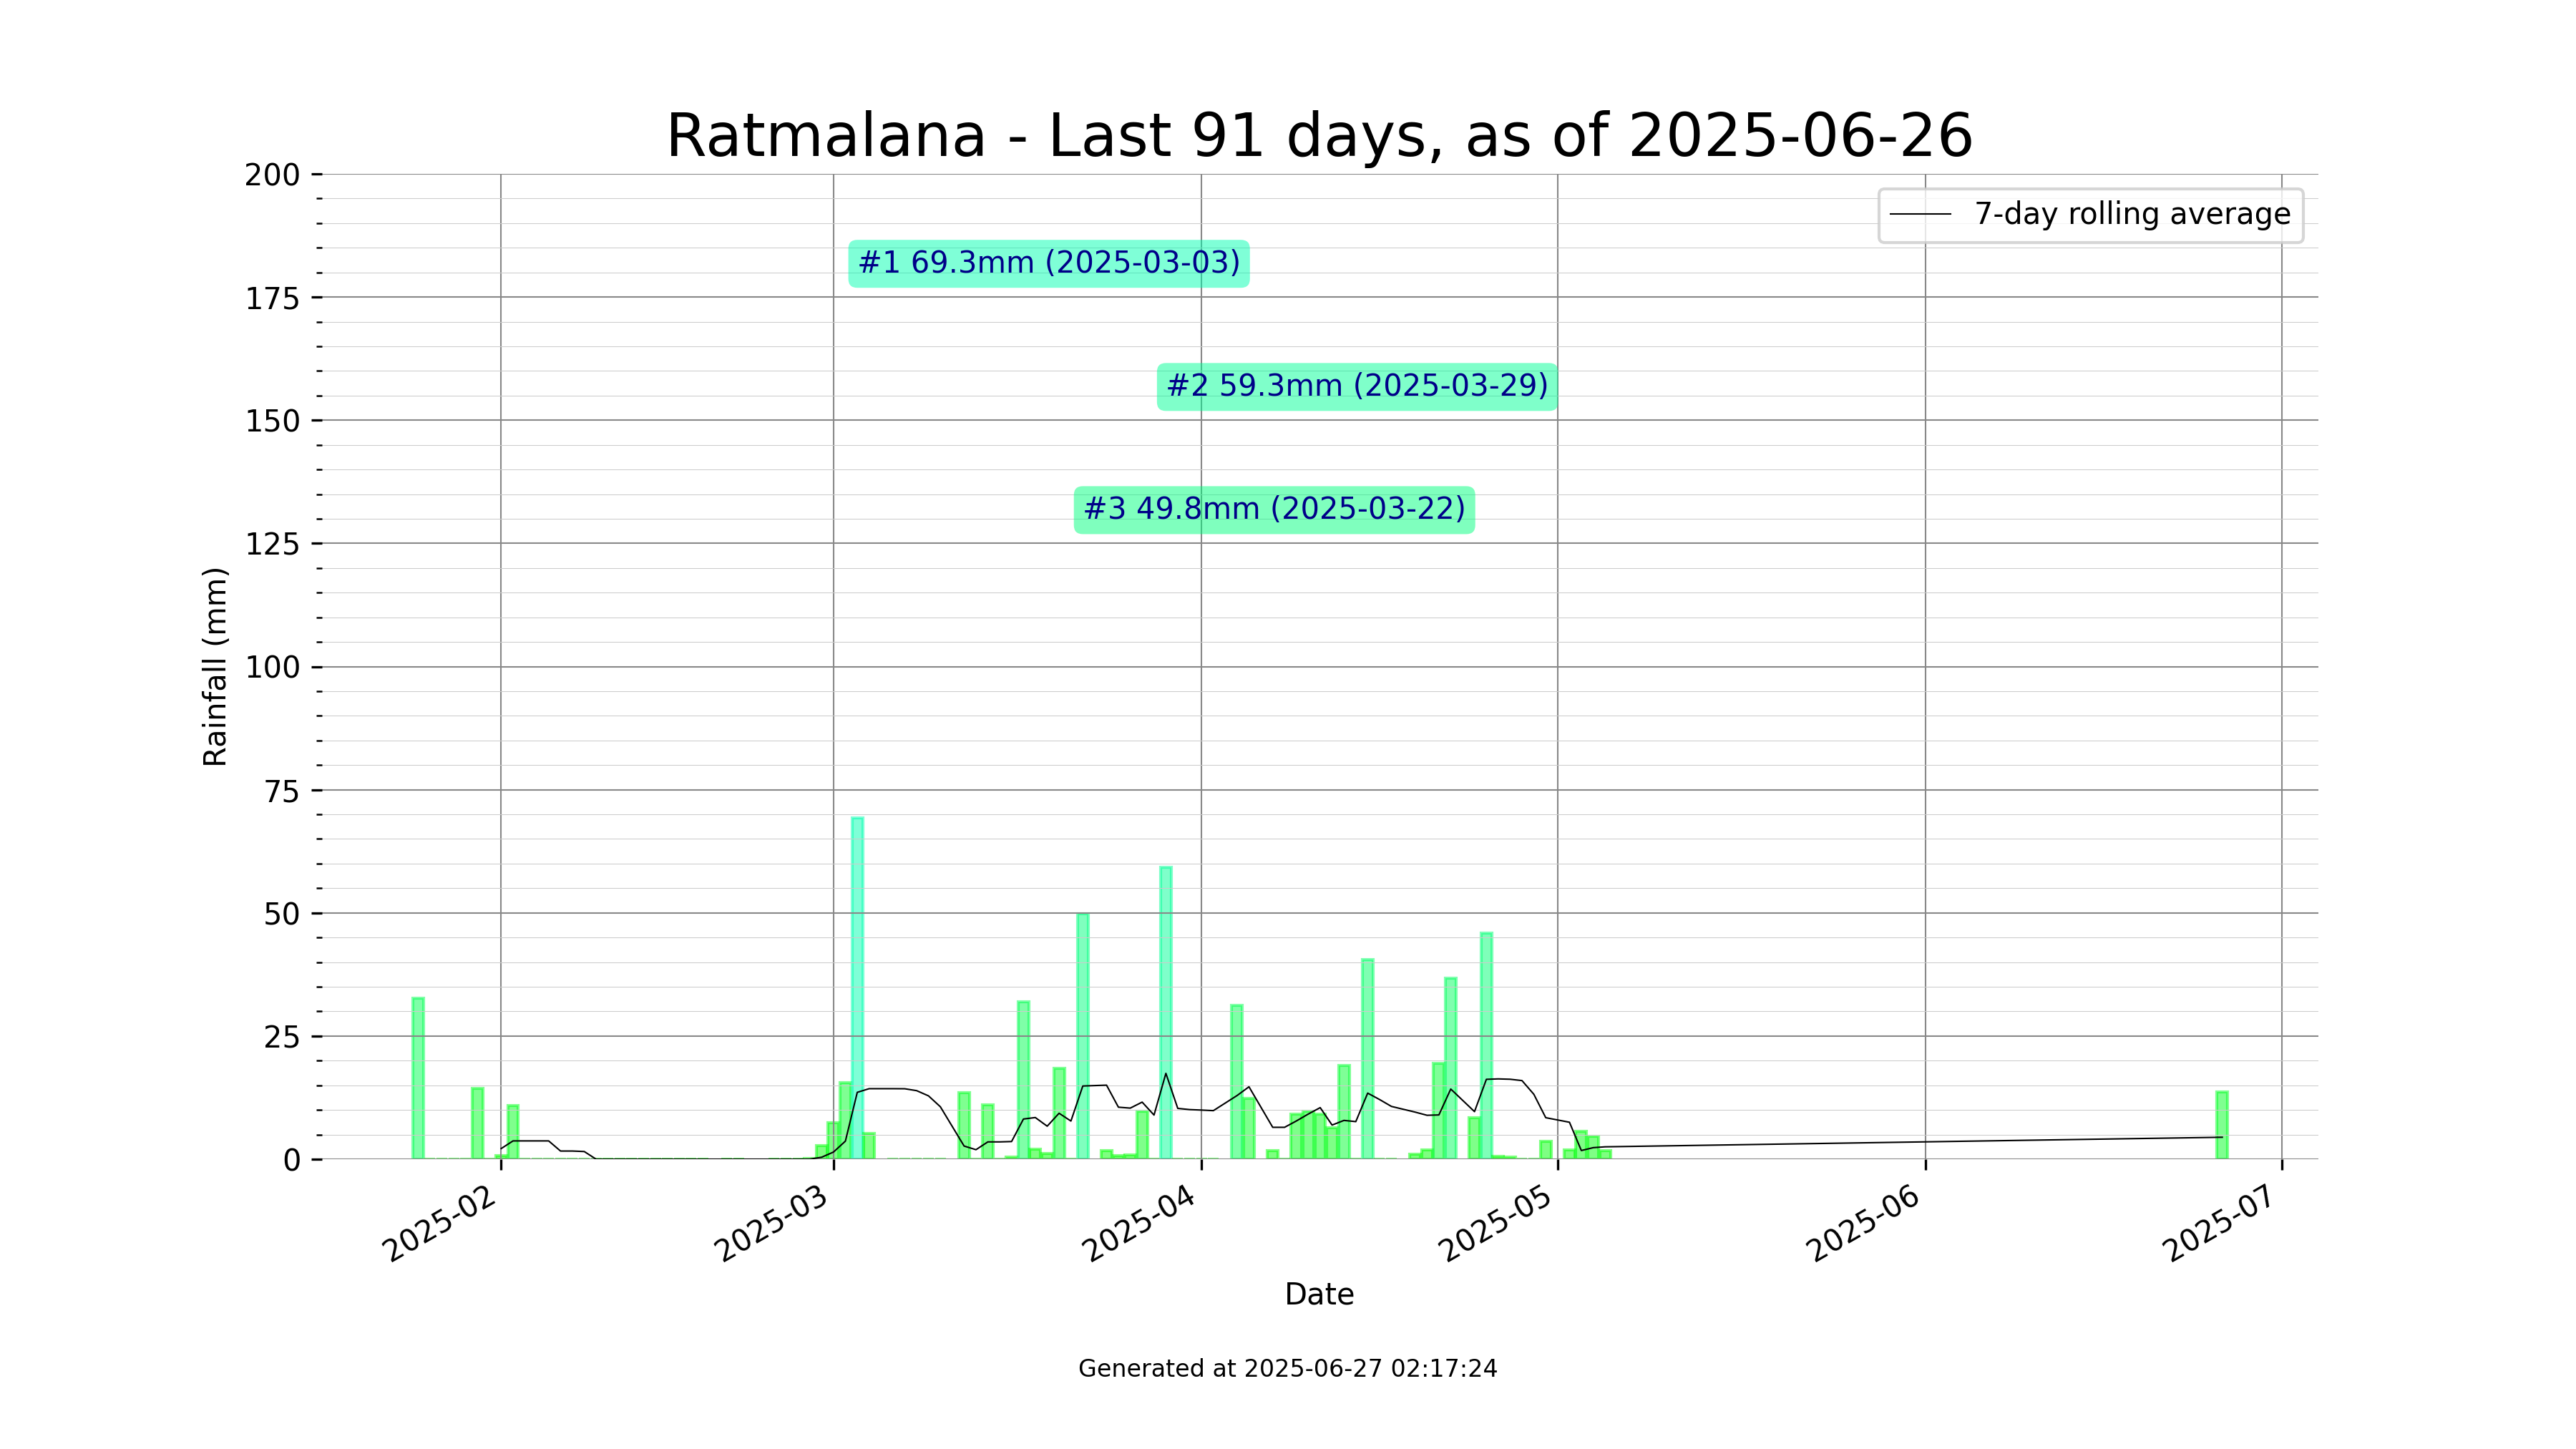 Ratmalana - Last 91 days, as of 2025-06-26
7-day rolling average
#1 69.3mm (2025-03-03)
#2 59.3mm (2025-03-29)
#3 49.8mm (2025-03-22)
Rainfall (mm)
200
175
150
125
100
75
50
25
0
2025-02
2025-03
2025-04
2025-05
2025-06
2025-07
Date
Generated at 2025-06-27 02:17:24